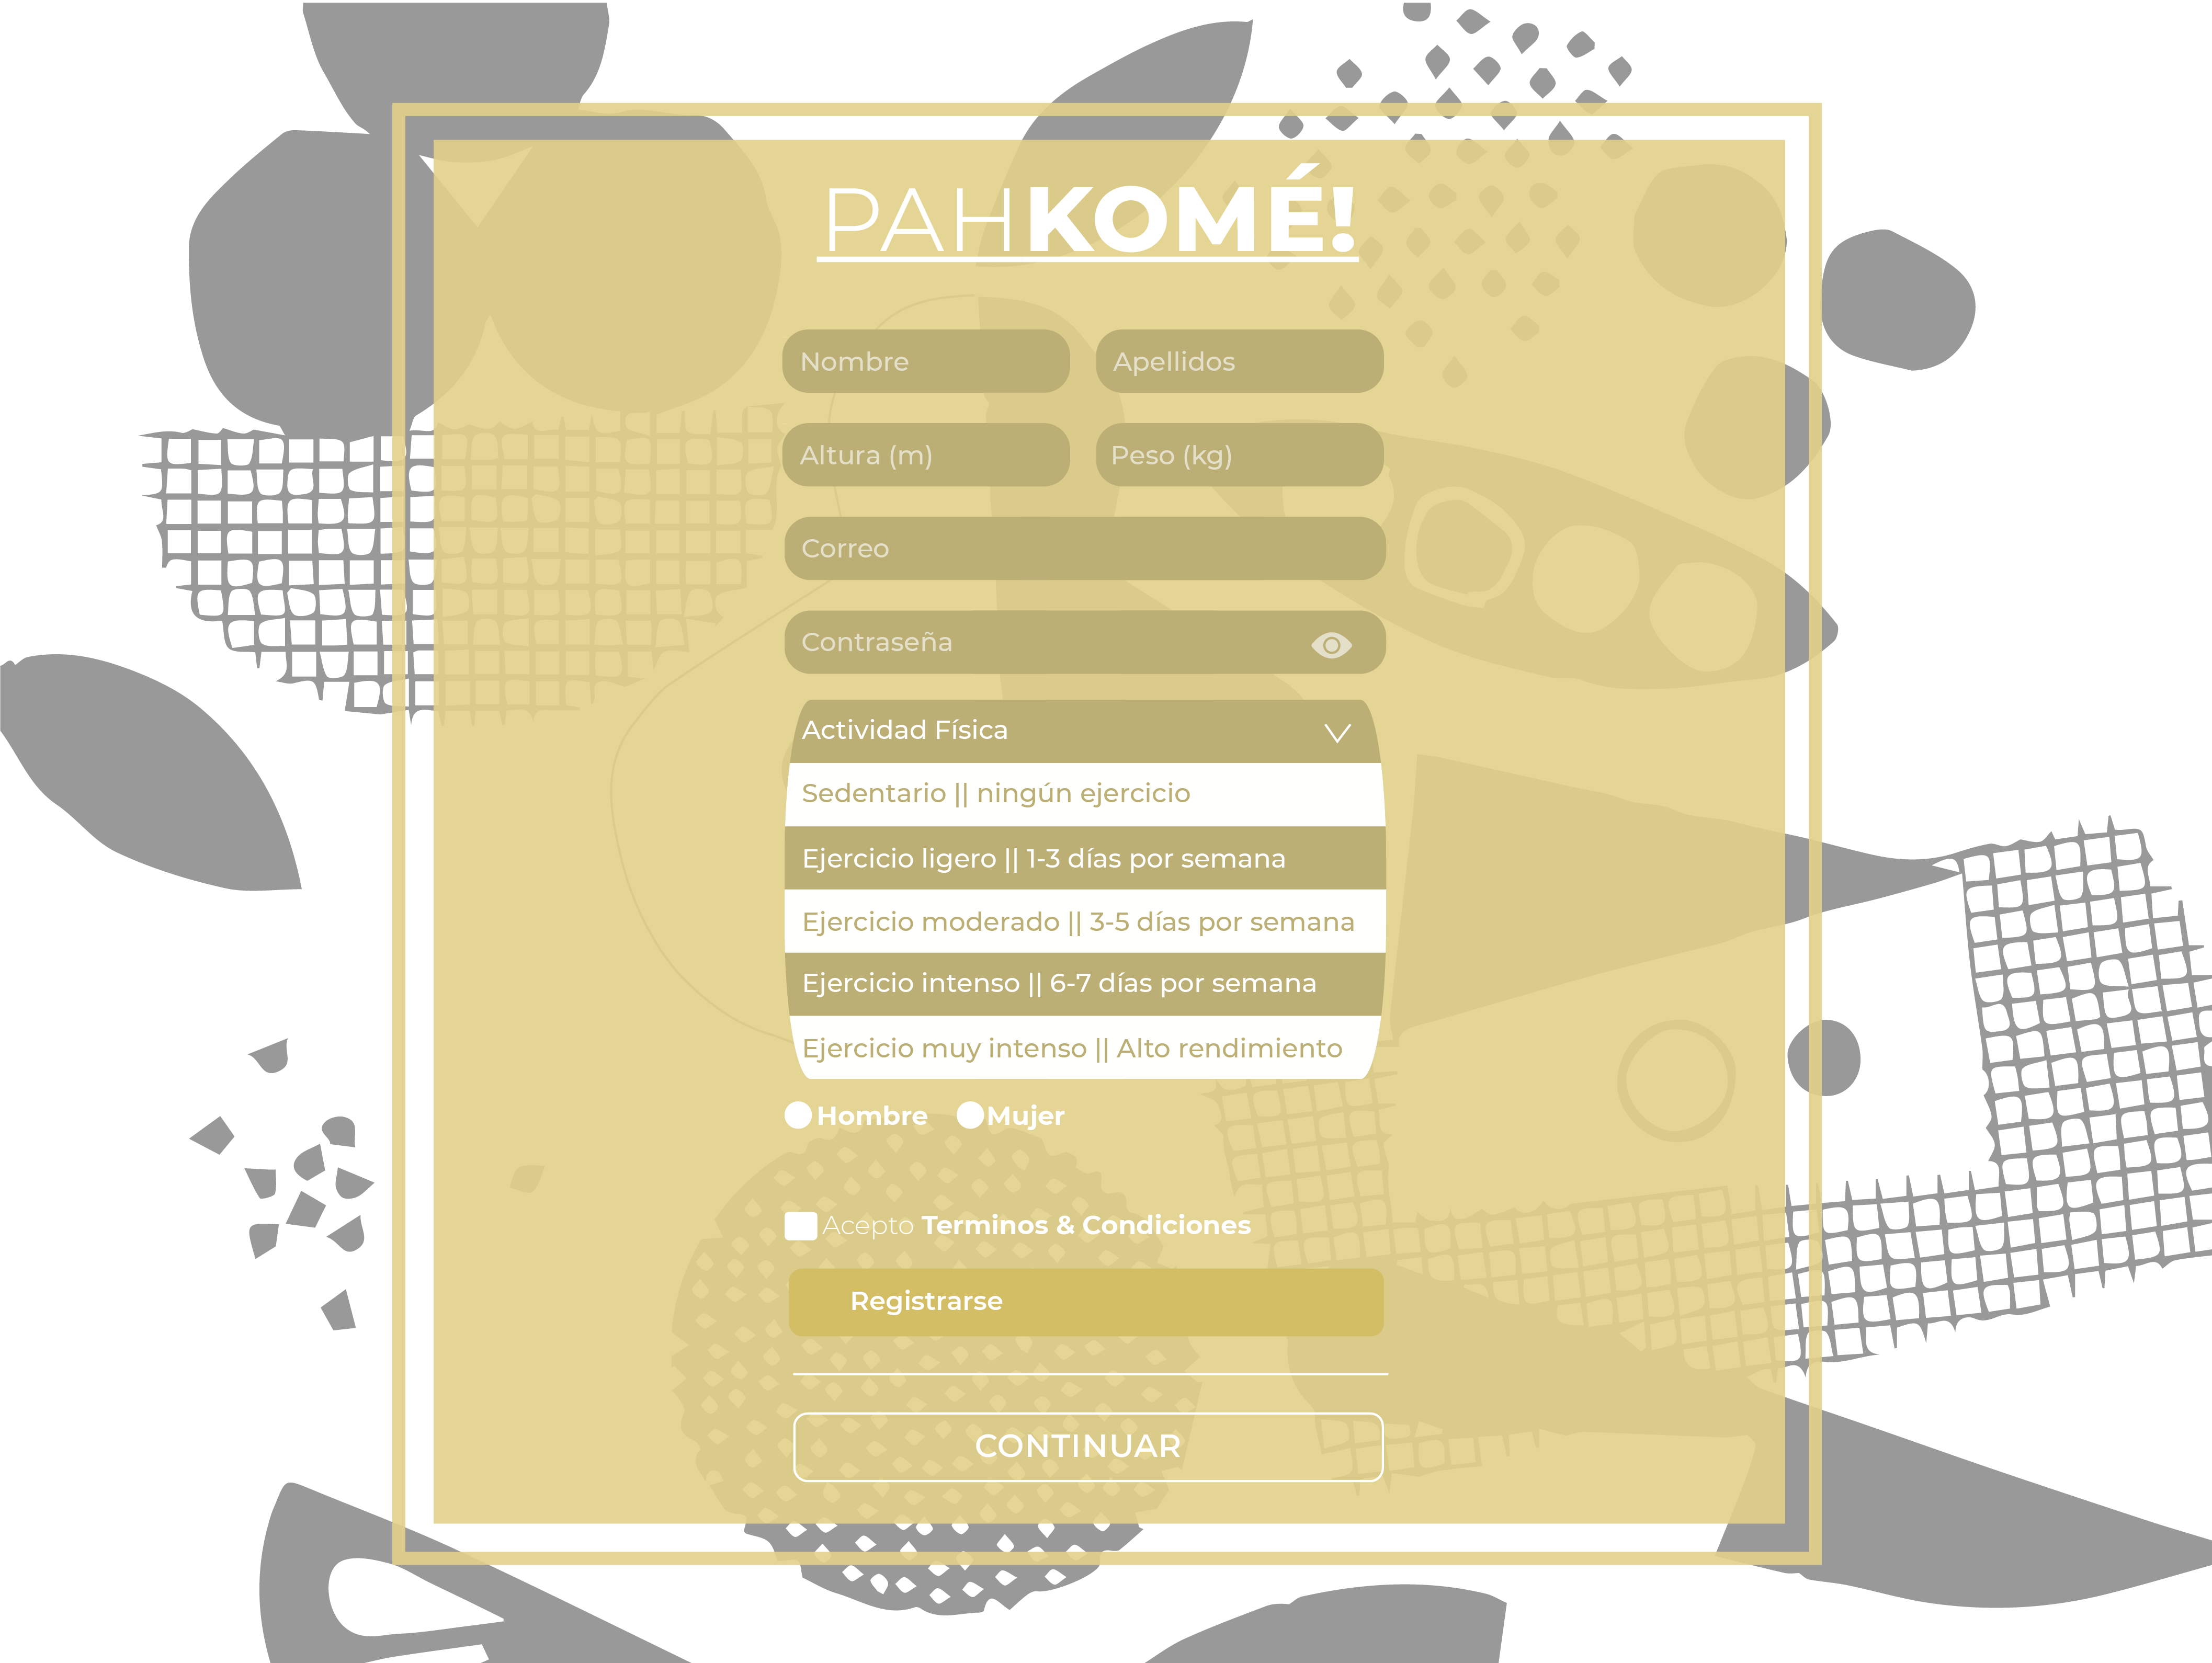 PAHKOMÉ!
Nombre Apellidos
Altura (m) Peso (kg)
Correo
Contraseña
Actividad Física
Sedentario || ningún ejercicio
Ejercicio ligero || 1-3 días por semana
Ejercicio moderado || 3-5 días por semana
Ejercicio intenso || 6-7 días por semana
Ejercicio muy intenso || Alto rendimiento
Hombre Mujer
Acepto Terminos & Condiciones
Registrarse
CONTINUAR